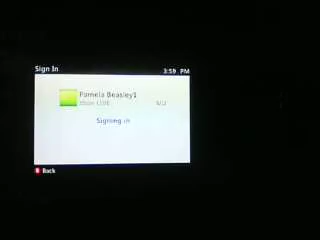 Sign In 3:59 PM
Pamela Beasley1
Xbox LIVE
Signing in
B Back